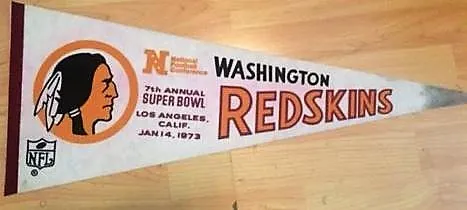 N
National
Football
Conference
7TH ANNUAL
SUPER BOWL
LOS ANGELES,
CALIF.
JAN 14, 1973
WASHINGTON
REDSKINS
NFL
®